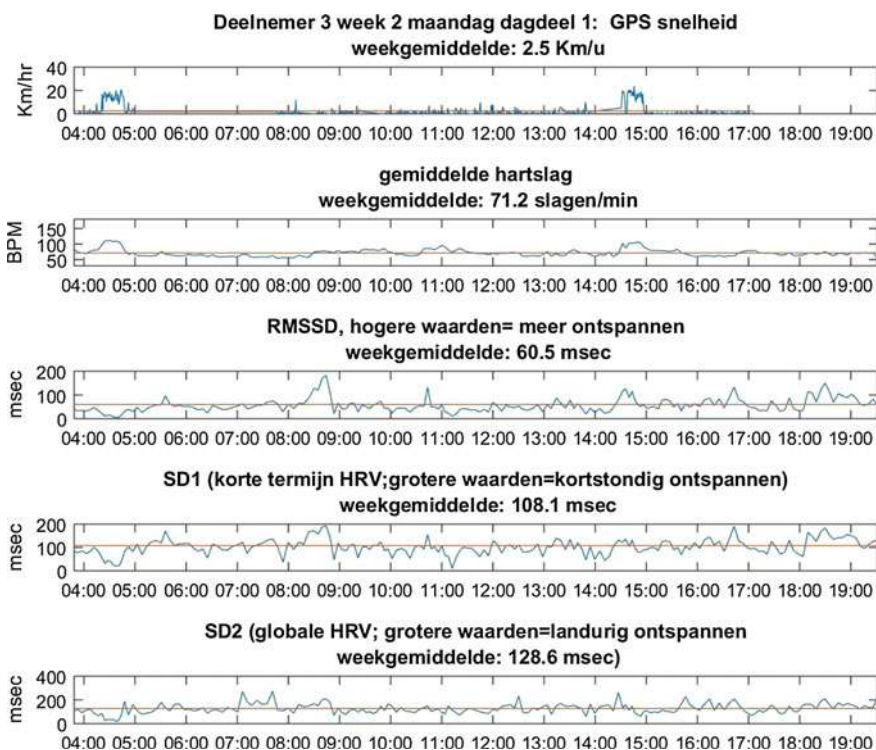 Deelnemer 3 week 2 maandag dagdeel 1:  GPS snelheid
weekgemiddelde: 2.5 Km/u
Km/hr
40
20
0
04:00 05:00 06:00 07:00 08:00 09:00 10:00 11:00 12:00 13:00 14:00 15:00 16:00 17:00 18:00 19:00
gemiddelde hartslag
weekgemiddelde: 71.2 slagen/min
BPM
150
100
50
04:00 05:00 06:00 07:00 08:00 09:00 10:00 11:00 12:00 13:00 14:00 15:00 16:00 17:00 18:00 19:00
RMSSD, hogere waarden= meer ontspannen
weekgemiddelde: 60.5 msec
msec
200
100
0
04:00 05:00 06:00 07:00 08:00 09:00 10:00 11:00 12:00 13:00 14:00 15:00 16:00 17:00 18:00 19:00
SD1 (korte termijn HRV;grotere waarden=kortstondig ontspannen)
weekgemiddelde: 108.1 msec
msec
200
100
0
04:00 05:00 06:00 07:00 08:00 09:00 10:00 11:00 12:00 13:00 14:00 15:00 16:00 17:00 18:00 19:00
SD2 (globale HRV; grotere waarden=landurig ontspannen
weekgemiddelde: 128.6 msec)
msec
400
200
0
04:00 05:00 06:00 07:00 08:00 09:00 10:00 11:00 12:00 13:00 14:00 15:00 16:00 17:00 18:00 19:00